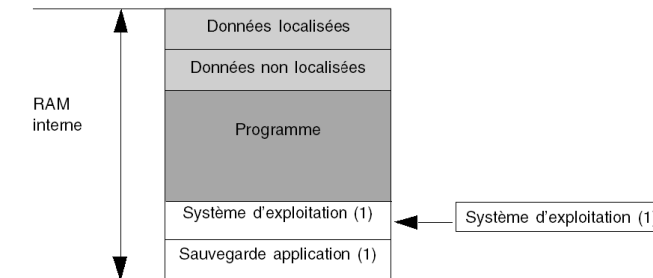 Données localisées
Données non localisées
RAM
interne
Programme
Système d'exploitation (1)
Système d'exploitation (1
Sauvegarde application (1)